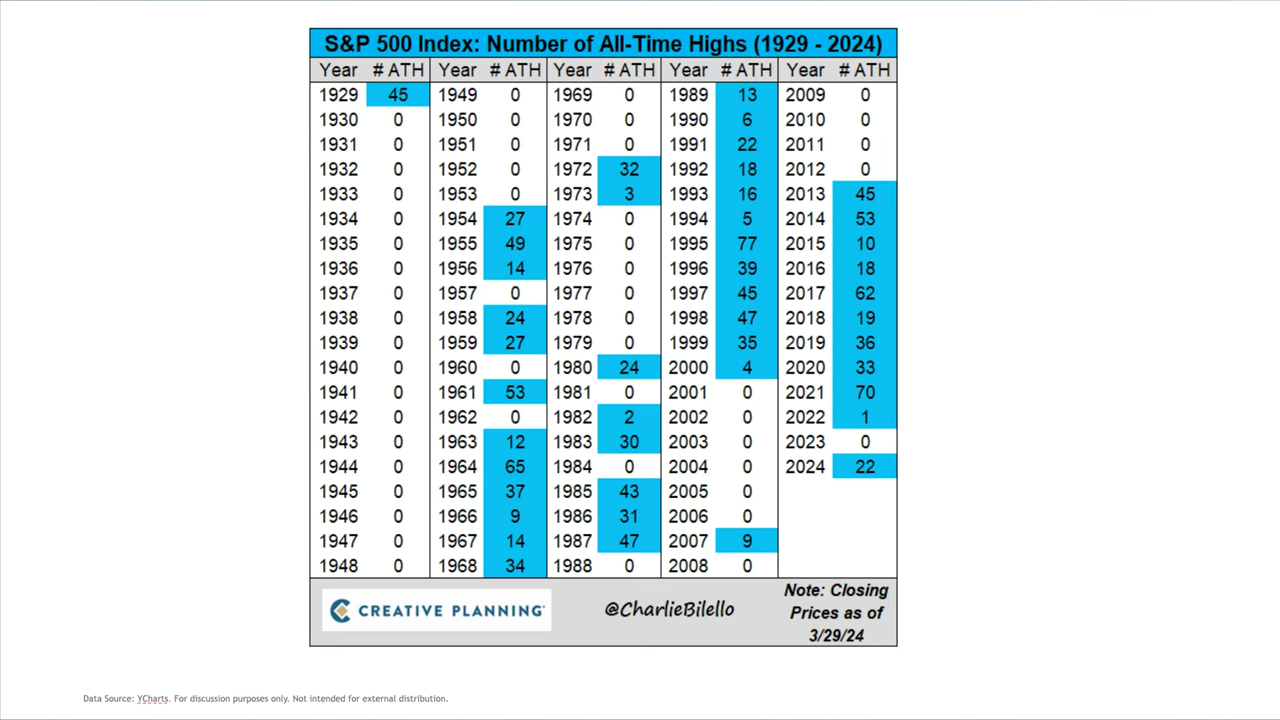 S&P 500 Index: Number of All-Time Highs (1929 - 2024)
Year # ATH Year # ATH Year # ATH Year # ATH Year # ATH
1929 45 1949 0 1969 0 1989 13 2009 0
1930 0 1950 0 1970 0 1990 6 2010 0
1931 0 1951 0 1971 0 1991 22 2011 0
1932 0 1952 0 1972 32 1992 18 2012 0
1933 0 1953 0 1973 3 1993 16 2013 45
1934 0 1954 27 1974 0 1994 5 2014 53
1935 0 1955 49 1975 0 1995 77 2015 10
1936 0 1956 14 1976 0 1996 39 2016 18
1937 0 1957 0 1977 0 1997 45 2017 62
1938 0 1958 24 1978 0 1998 47 2018 19
1939 0 1959 27 1979 0 1999 35 2019 36
1940 0 1960 0 1980 24 2000 4 2020 33
1941 0 1961 53 1981 0 2001 0 2021 70
1942 0 1962 0 1982 2 2002 0 2022 1
1943 0 1963 12 1983 30 2003 0 2023 0
1944 0 1964 65 1984 0 2004 0 2024 22
1945 0 1965 37 1985 43 2005 0
1946 0 1966 9 1986 31 2006 0
1947 0 1967 14 1987 47 2007 9
1948 0 1968 34 1988 0 2008 0
CREATIVE PLANNING
@CharlieBilello
Note: Closing
Prices as of
3/29/24
Data Source: YCharts. For discussion purposes only. Not intended for external distribution.